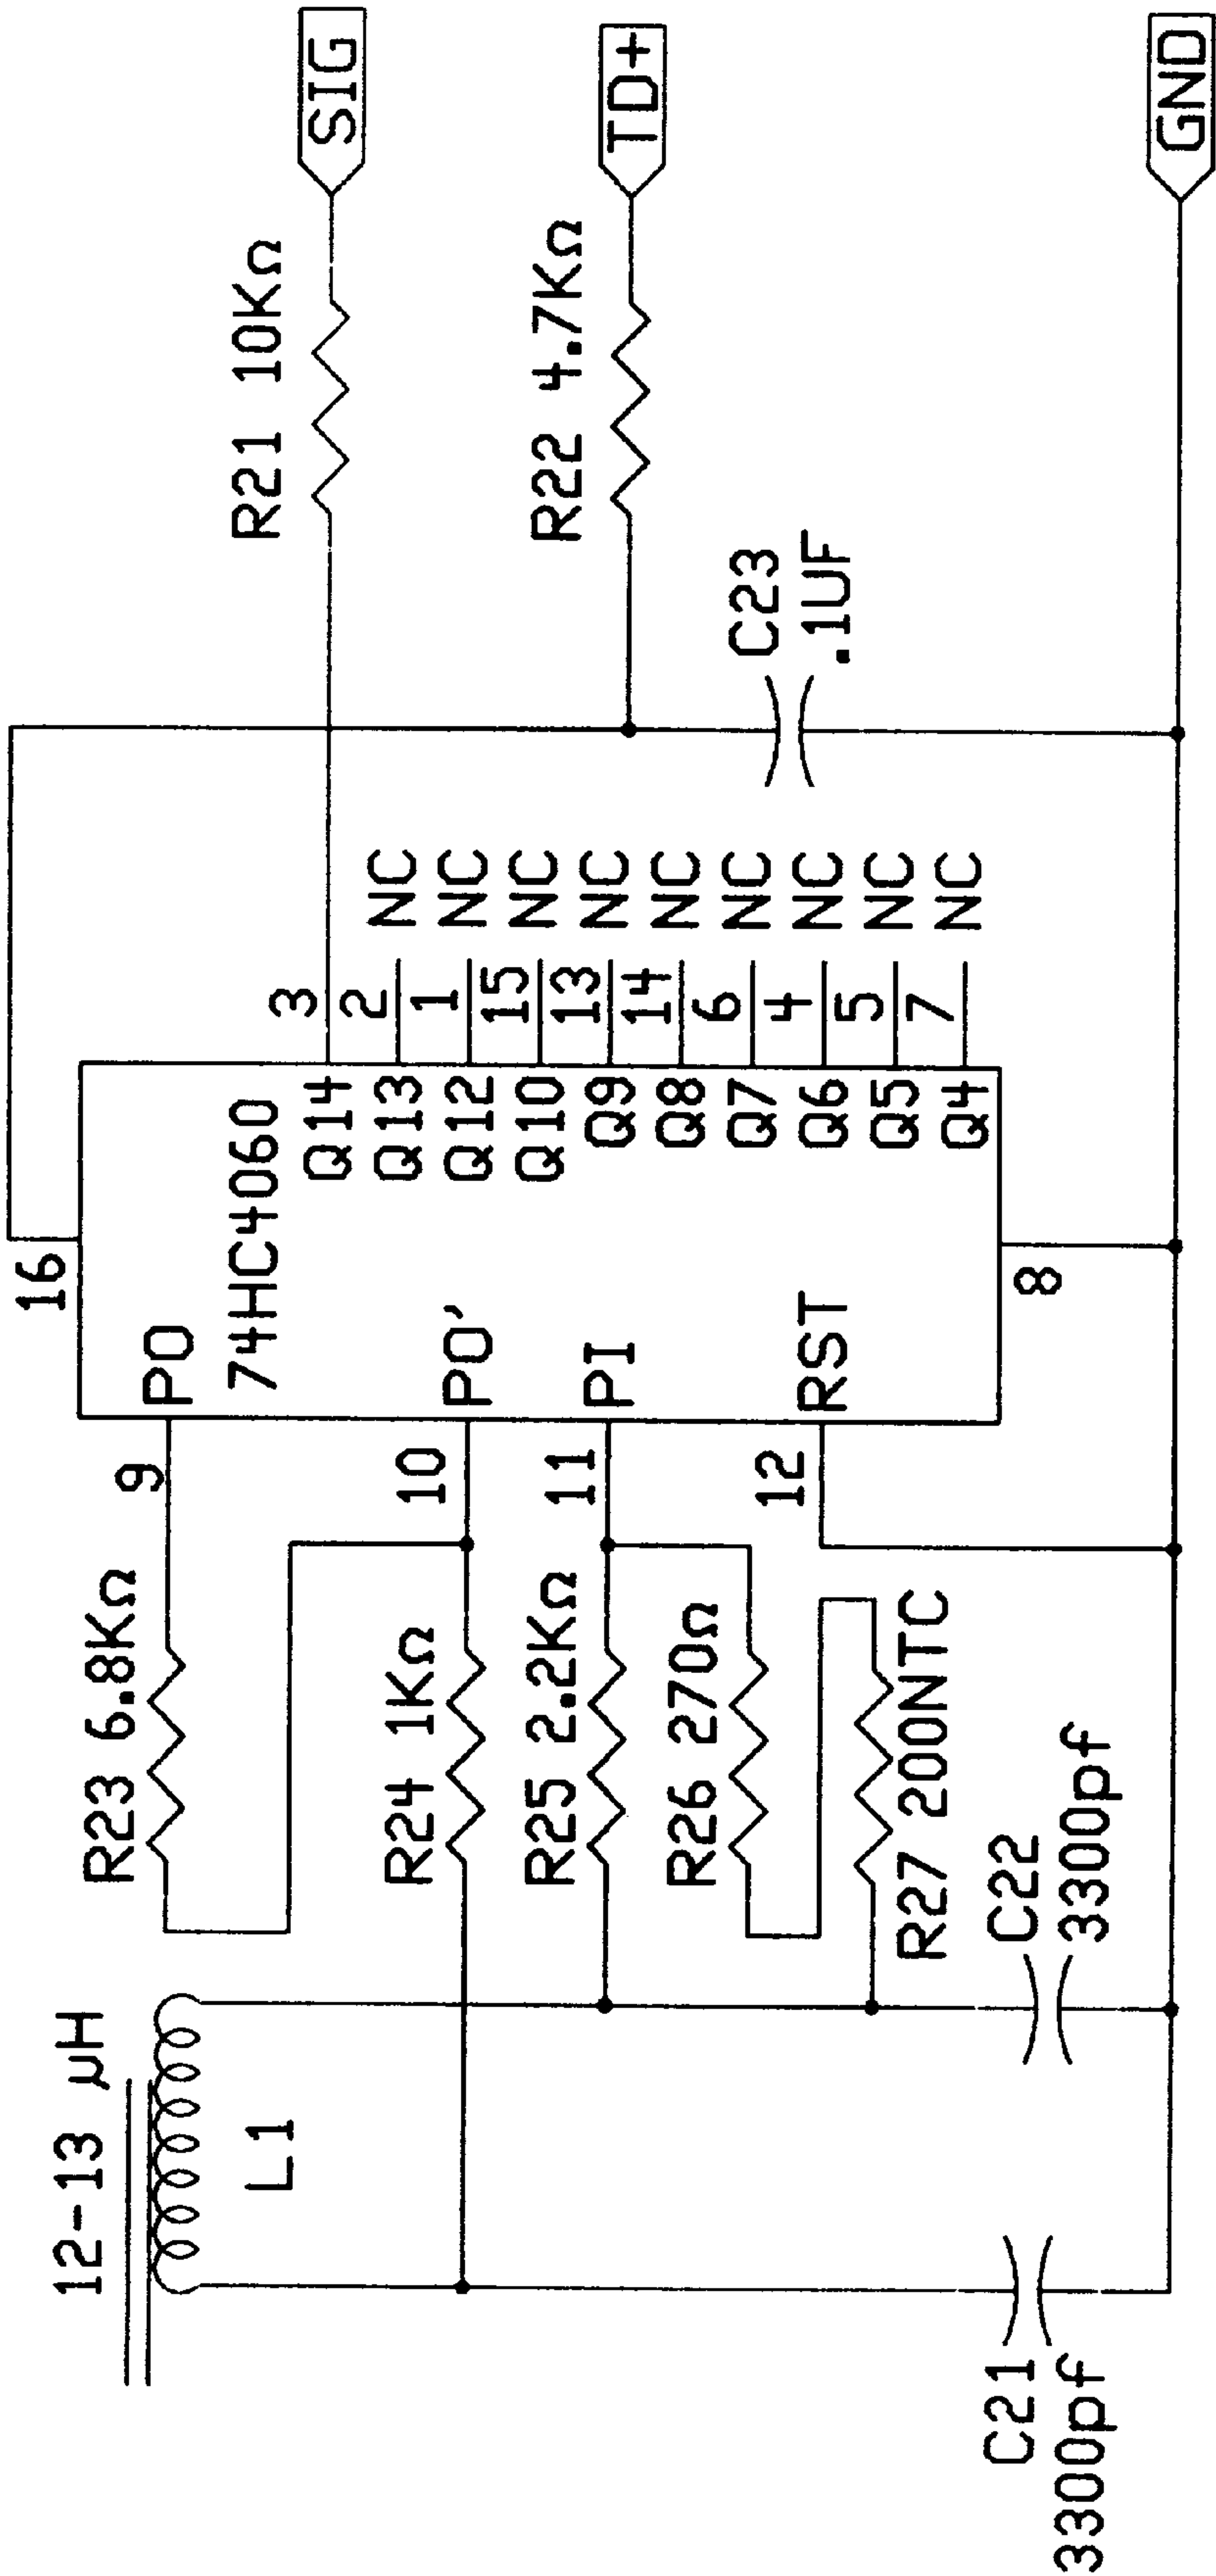 12-13 µH
L1
C21
3300pf
C22
3300pf
R23 6.8KΩ
R24 1KΩ
R25 2.2KΩ
R26 270Ω
R27 200NTC
9
10
11
12
16
8
PO
74HC4060
PO'
PI
RST
Q14
Q13
Q12
Q10
Q9
Q8
Q7
Q6
Q5
Q4
3
2
1
15
13
14
6
4
5
7
NC
NC
NC
NC
NC
NC
NC
NC
NC
C23
.1UF
R21 10KΩ
R22 4.7KΩ
SIG
TD+
GND